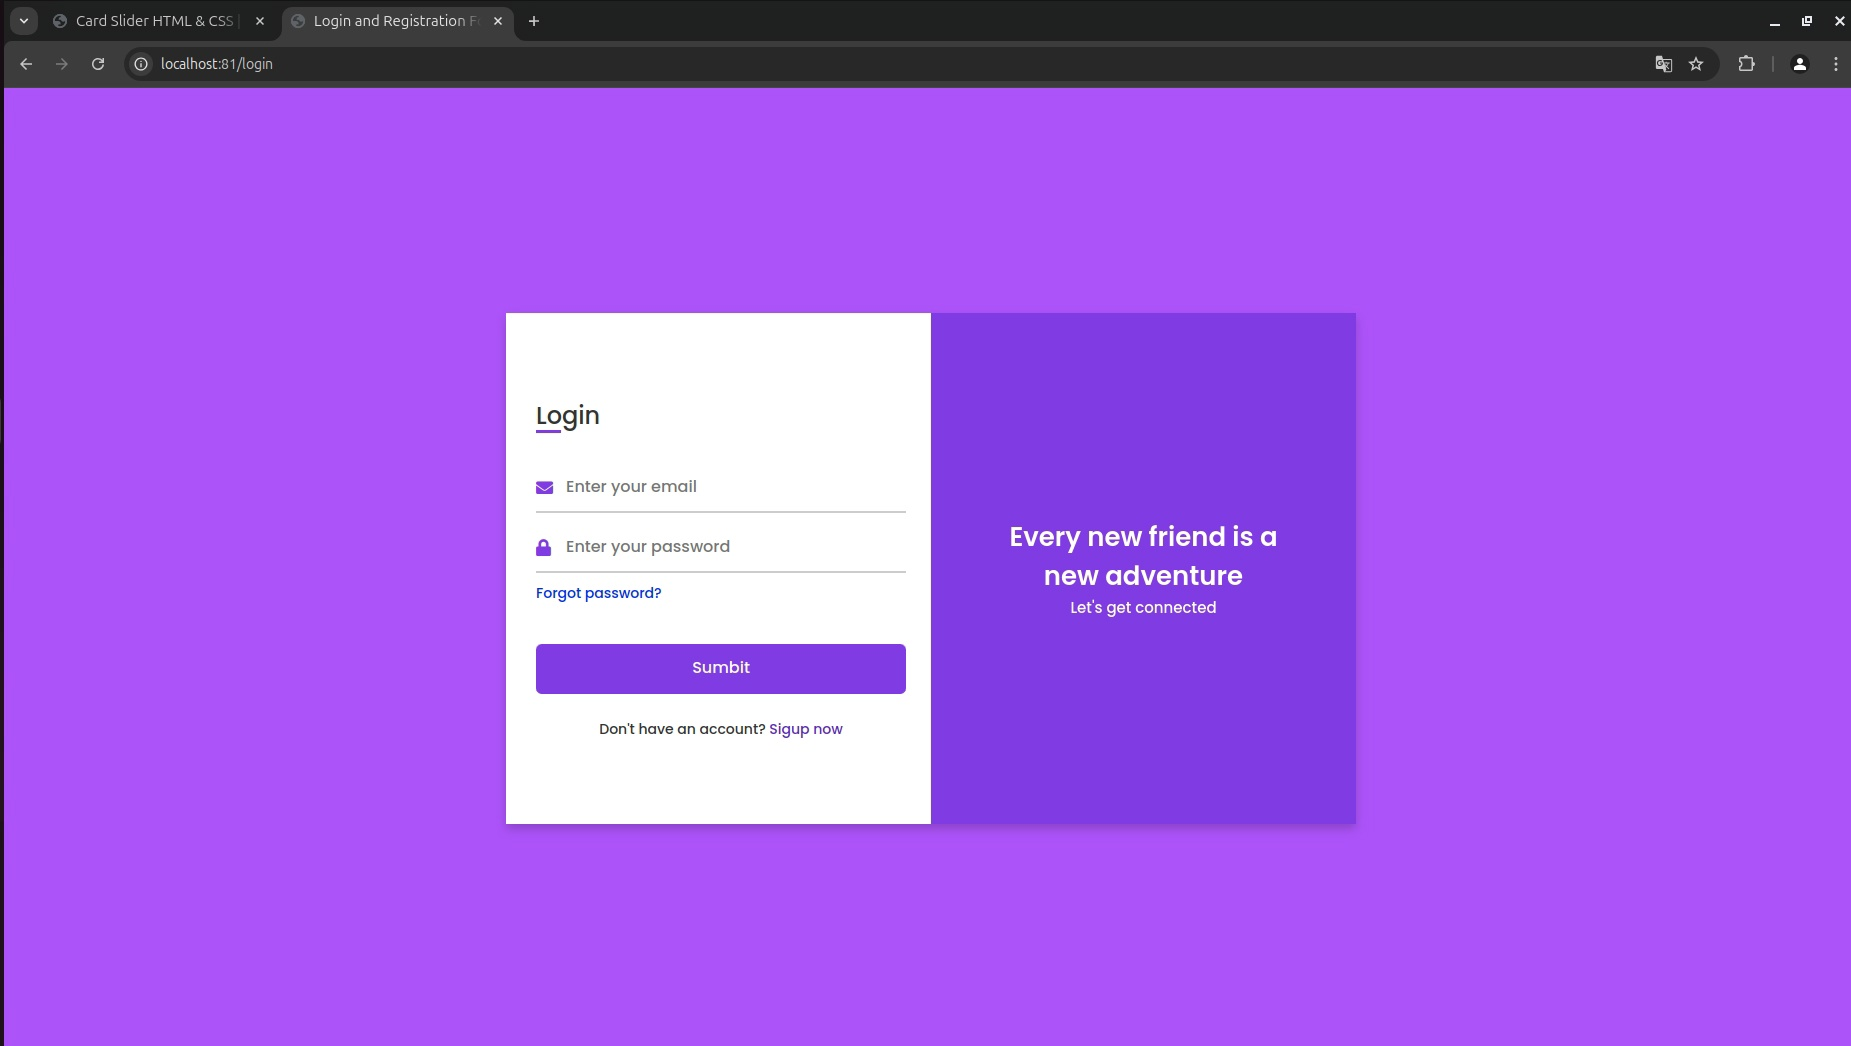 Card Slider HTML & CSS |
Login and Registration F
localhost:81/login
Login
Enter your email
Enter your password
Forgot password?
Sumbit
Don't have an account? Sigup now
Every new friend is a
new adventure
Let's get connected